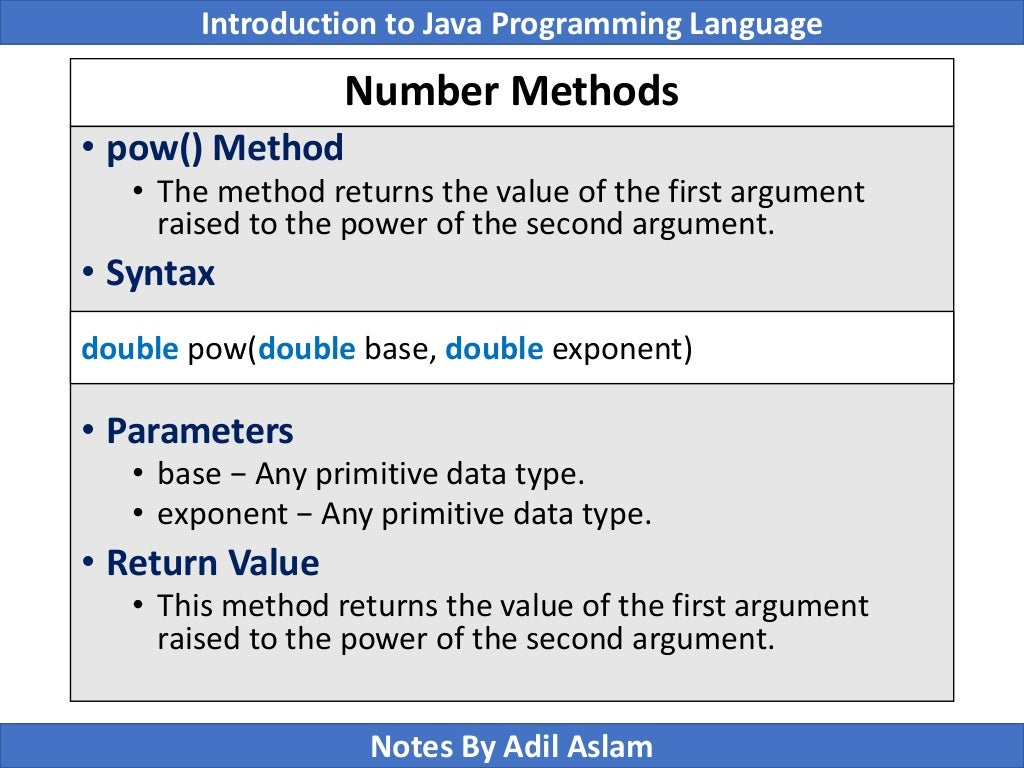 Introduction to Java Programming Language
Number Methods
• pow() Method
• The method returns the value of the first argument
raised to the power of the second argument.
• Syntax
double pow(double base, double exponent)
• Parameters
• base − Any primitive data type.
• exponent − Any primitive data type.
• Return Value
• This method returns the value of the first argument
raised to the power of the second argument.
Notes By Adil Aslam